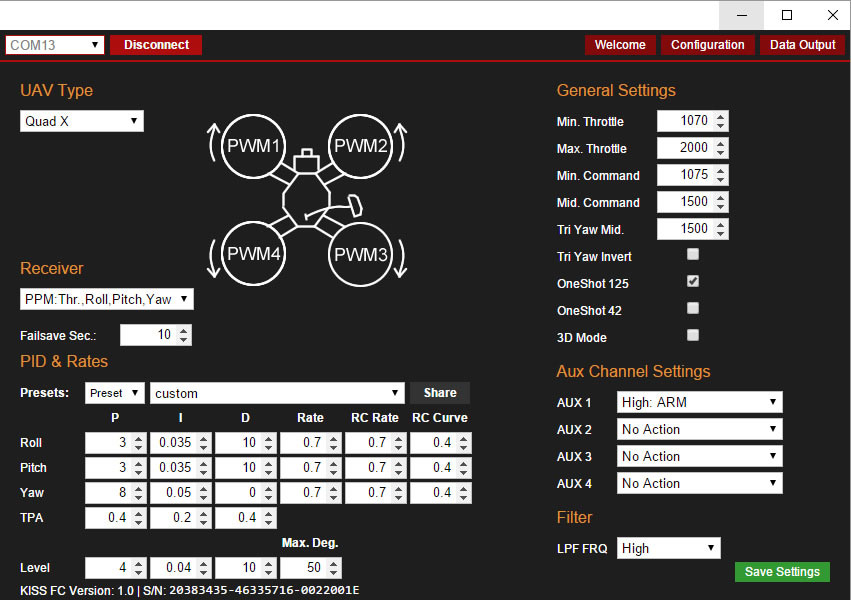 COM13 Disconnect Welcome Configuration Data Output
UAV Type
Quad X
PWM1 PWM2
PWM4 PWM3
Receiver
PPM:Thr.,Roll,Pitch,Yaw
Failsave Sec.: 10
PID & Rates
Presets: Preset custom Share
P I D Rate RC Rate RC Curve
Roll 3 0.035 10 0.7 0.7 0.4
Pitch 3 0.035 10 0.7 0.7 0.4
Yaw 8 0.05 0 0.7 0.7 0.4
TPA 0.4 0.2 0.4
Max. Deg.
Level 4 0.04 10 50
General Settings
Min. Throttle 1070
Max. Throttle 2000
Min. Command 1075
Mid. Command 1500
Tri Yaw Mid. 1500
Tri Yaw Invert
OneShot 125
OneShot 42
3D Mode
Aux Channel Settings
AUX 1 High: ARM
AUX 2 No Action
AUX 3 No Action
AUX 4 No Action
Filter
LPF FRQ High
Save Settings
KISS FC Version: 1.0 | S/N: 20383435-46335716-0022001E